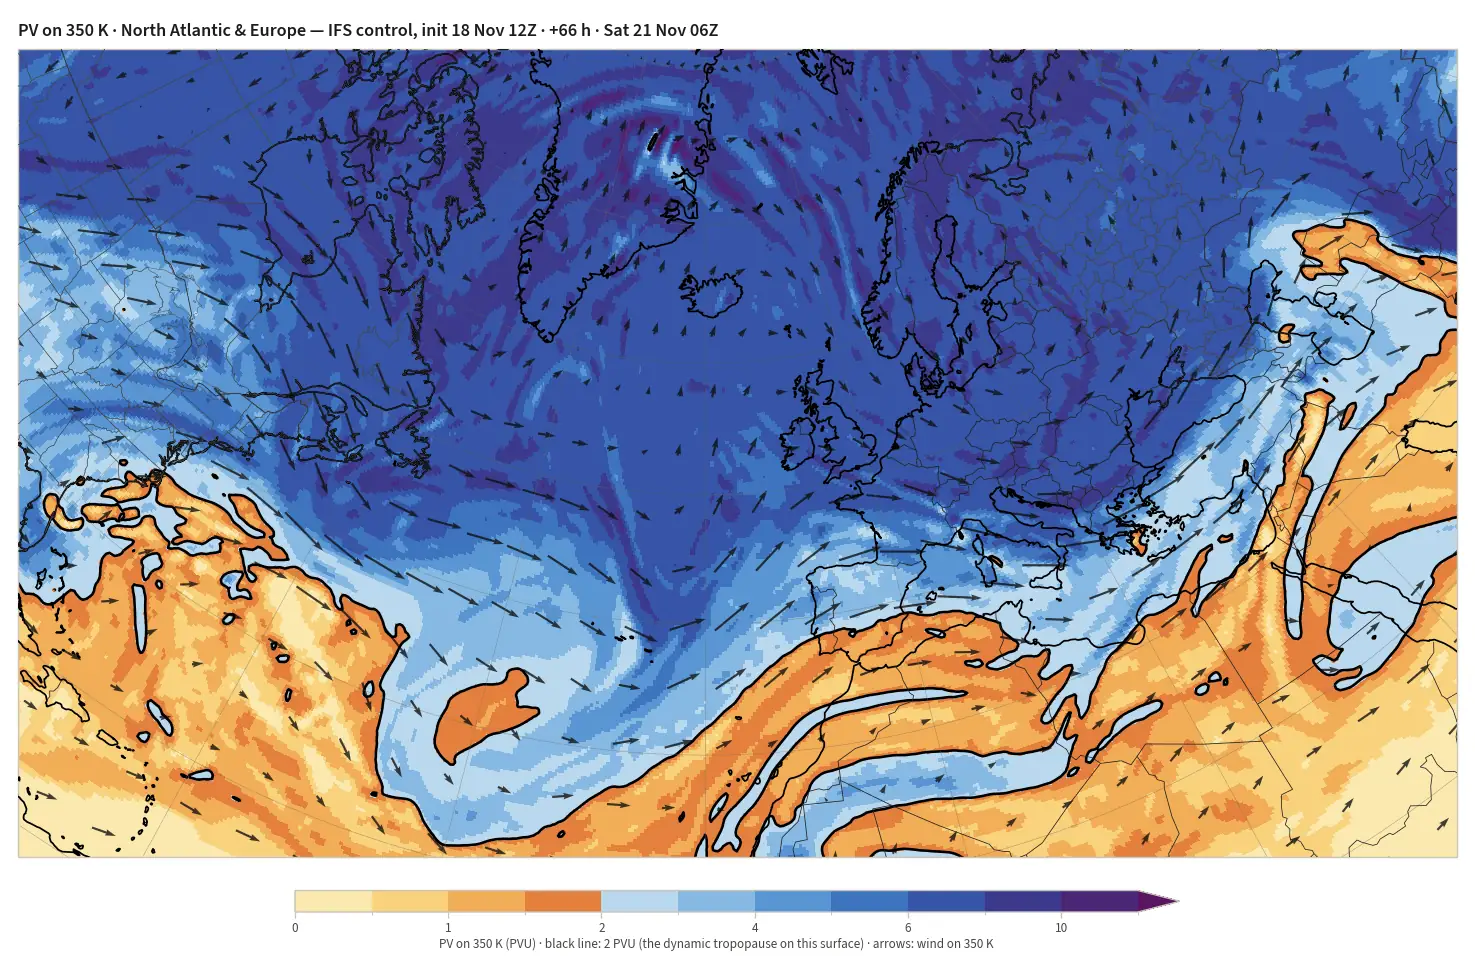 PV on 350 K · North Atlantic & Europe — IFS control, init 18 Nov 12Z · +66 h · Sat 21 Nov 06Z
0 1 2 4 6 10
PV on 350 K (PVU) · black line: 2 PVU (the dynamic tropopause on this surface) · arrows: wind on 350 K